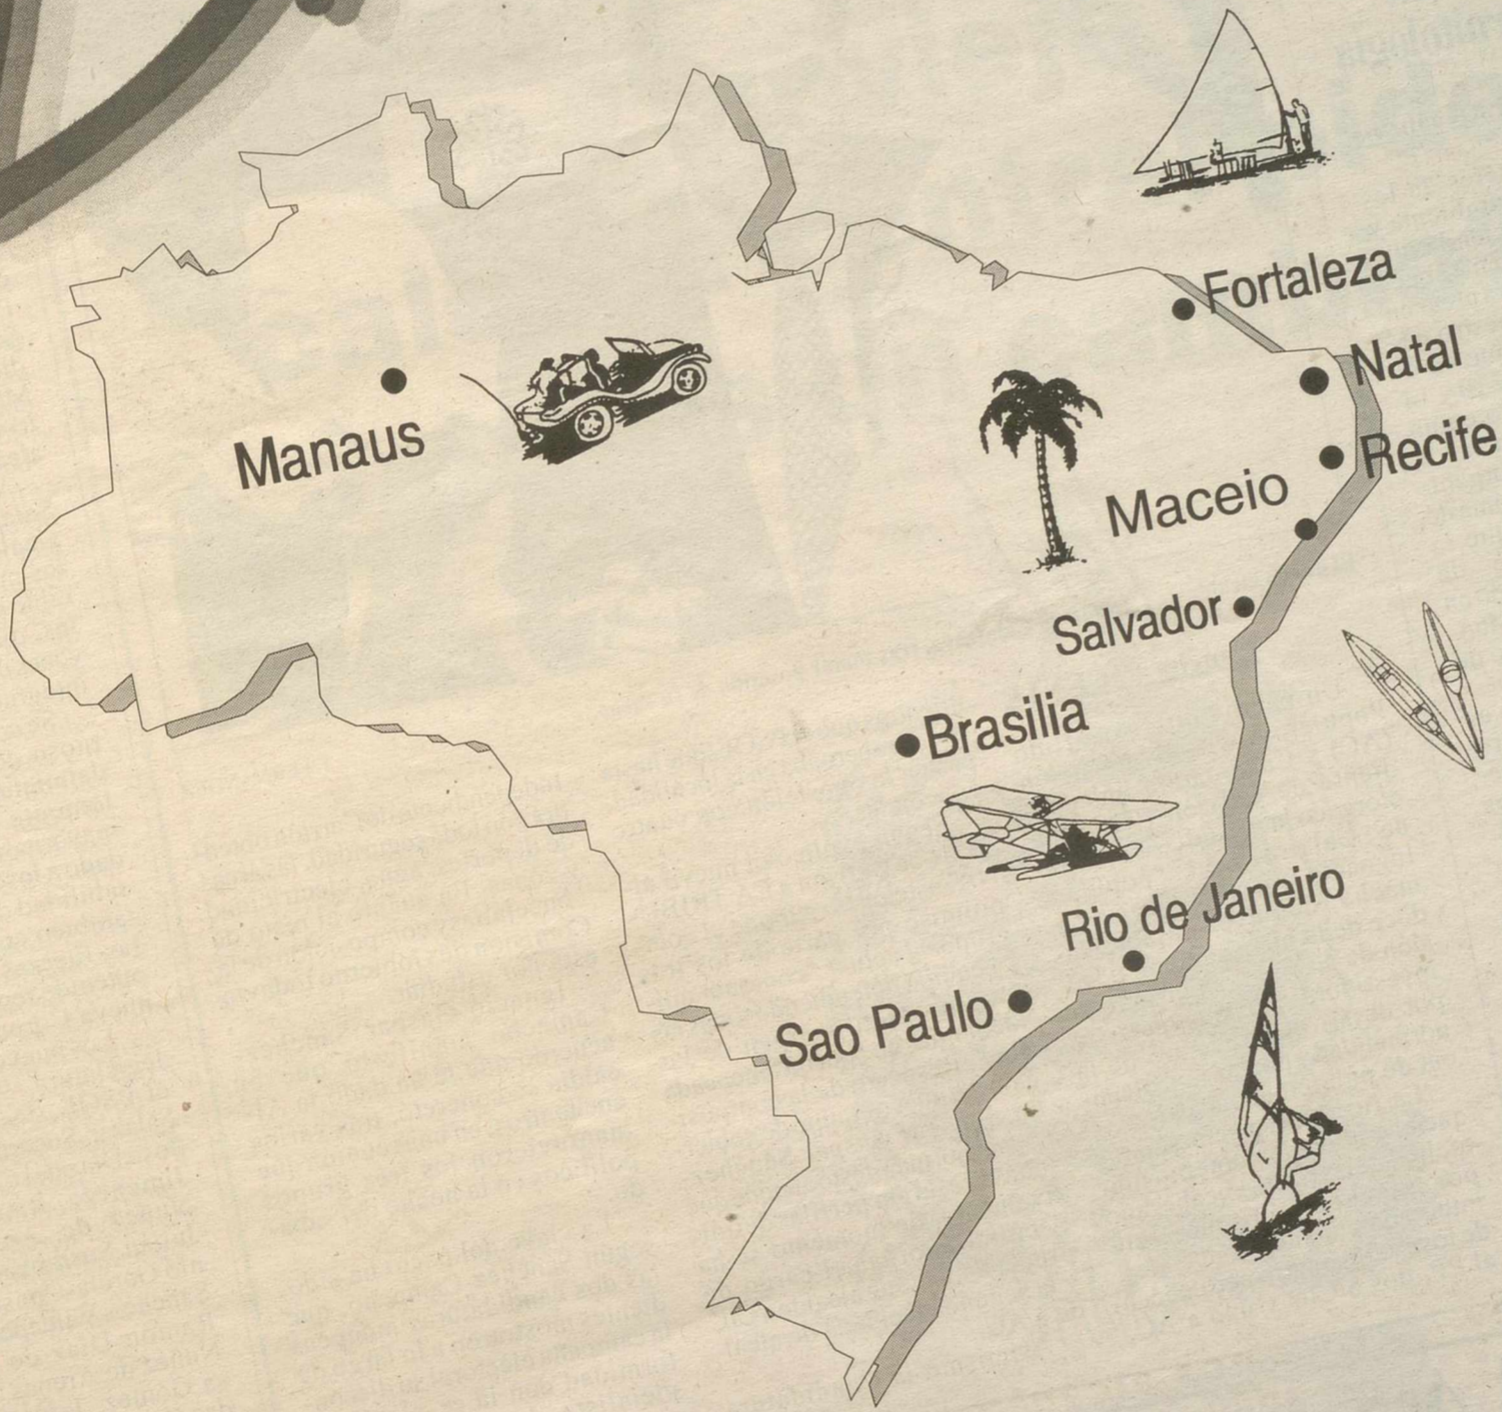 Fortaleza
Natal
Manaus
Recife
Maceio
Salvador
Brasilia
Rio de Janeiro
Sao Paulo